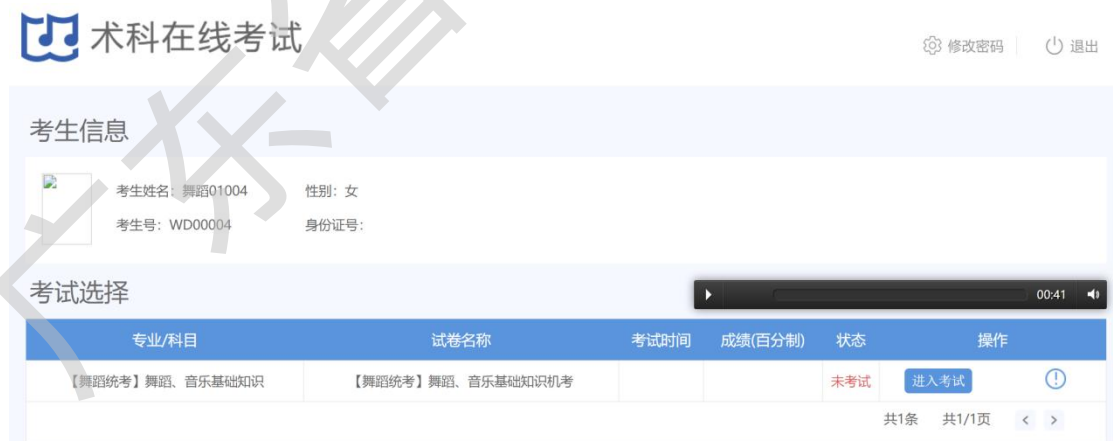 术科在线考试
修改密码 退出
考生信息
考生姓名：舞蹈01004 性别：女
考生号：WD00004 身份证号：
考试选择
00:41
专业/科目 试卷名称 考试时间 成绩(百分制) 状态 操作
【舞蹈统考】舞蹈、音乐基础知识 【舞蹈统考】舞蹈、音乐基础知识机考 未考试 进入考试
共1条 共1/1页 < >
广东省